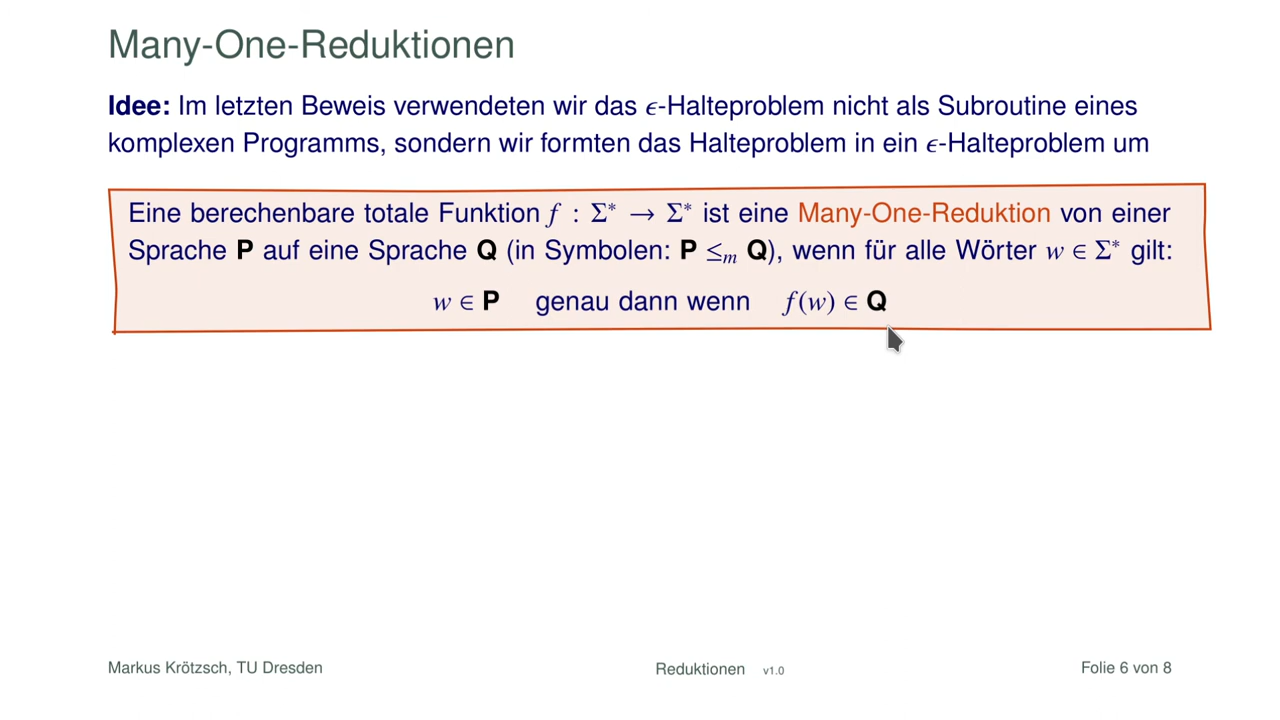 Many-One-Reduktionen
Idee: Im letzten Beweis verwendeten wir das ϵ-Halteproblem nicht als Subroutine eines
komplexen Programms, sondern wir formten das Halteproblem in ein ϵ-Halteproblem um
Eine berechenbare totale Funktion f : Σ* → Σ* ist eine Many-One-Reduktion von einer
Sprache P auf eine Sprache Q (in Symbolen: P ≤m Q), wenn für alle Wörter w ∈ Σ* gilt:
w ∈ P genau dann wenn f(w) ∈ Q
Markus Krötzsch, TU Dresden Reduktionen v1.0 Folie 6 von 8